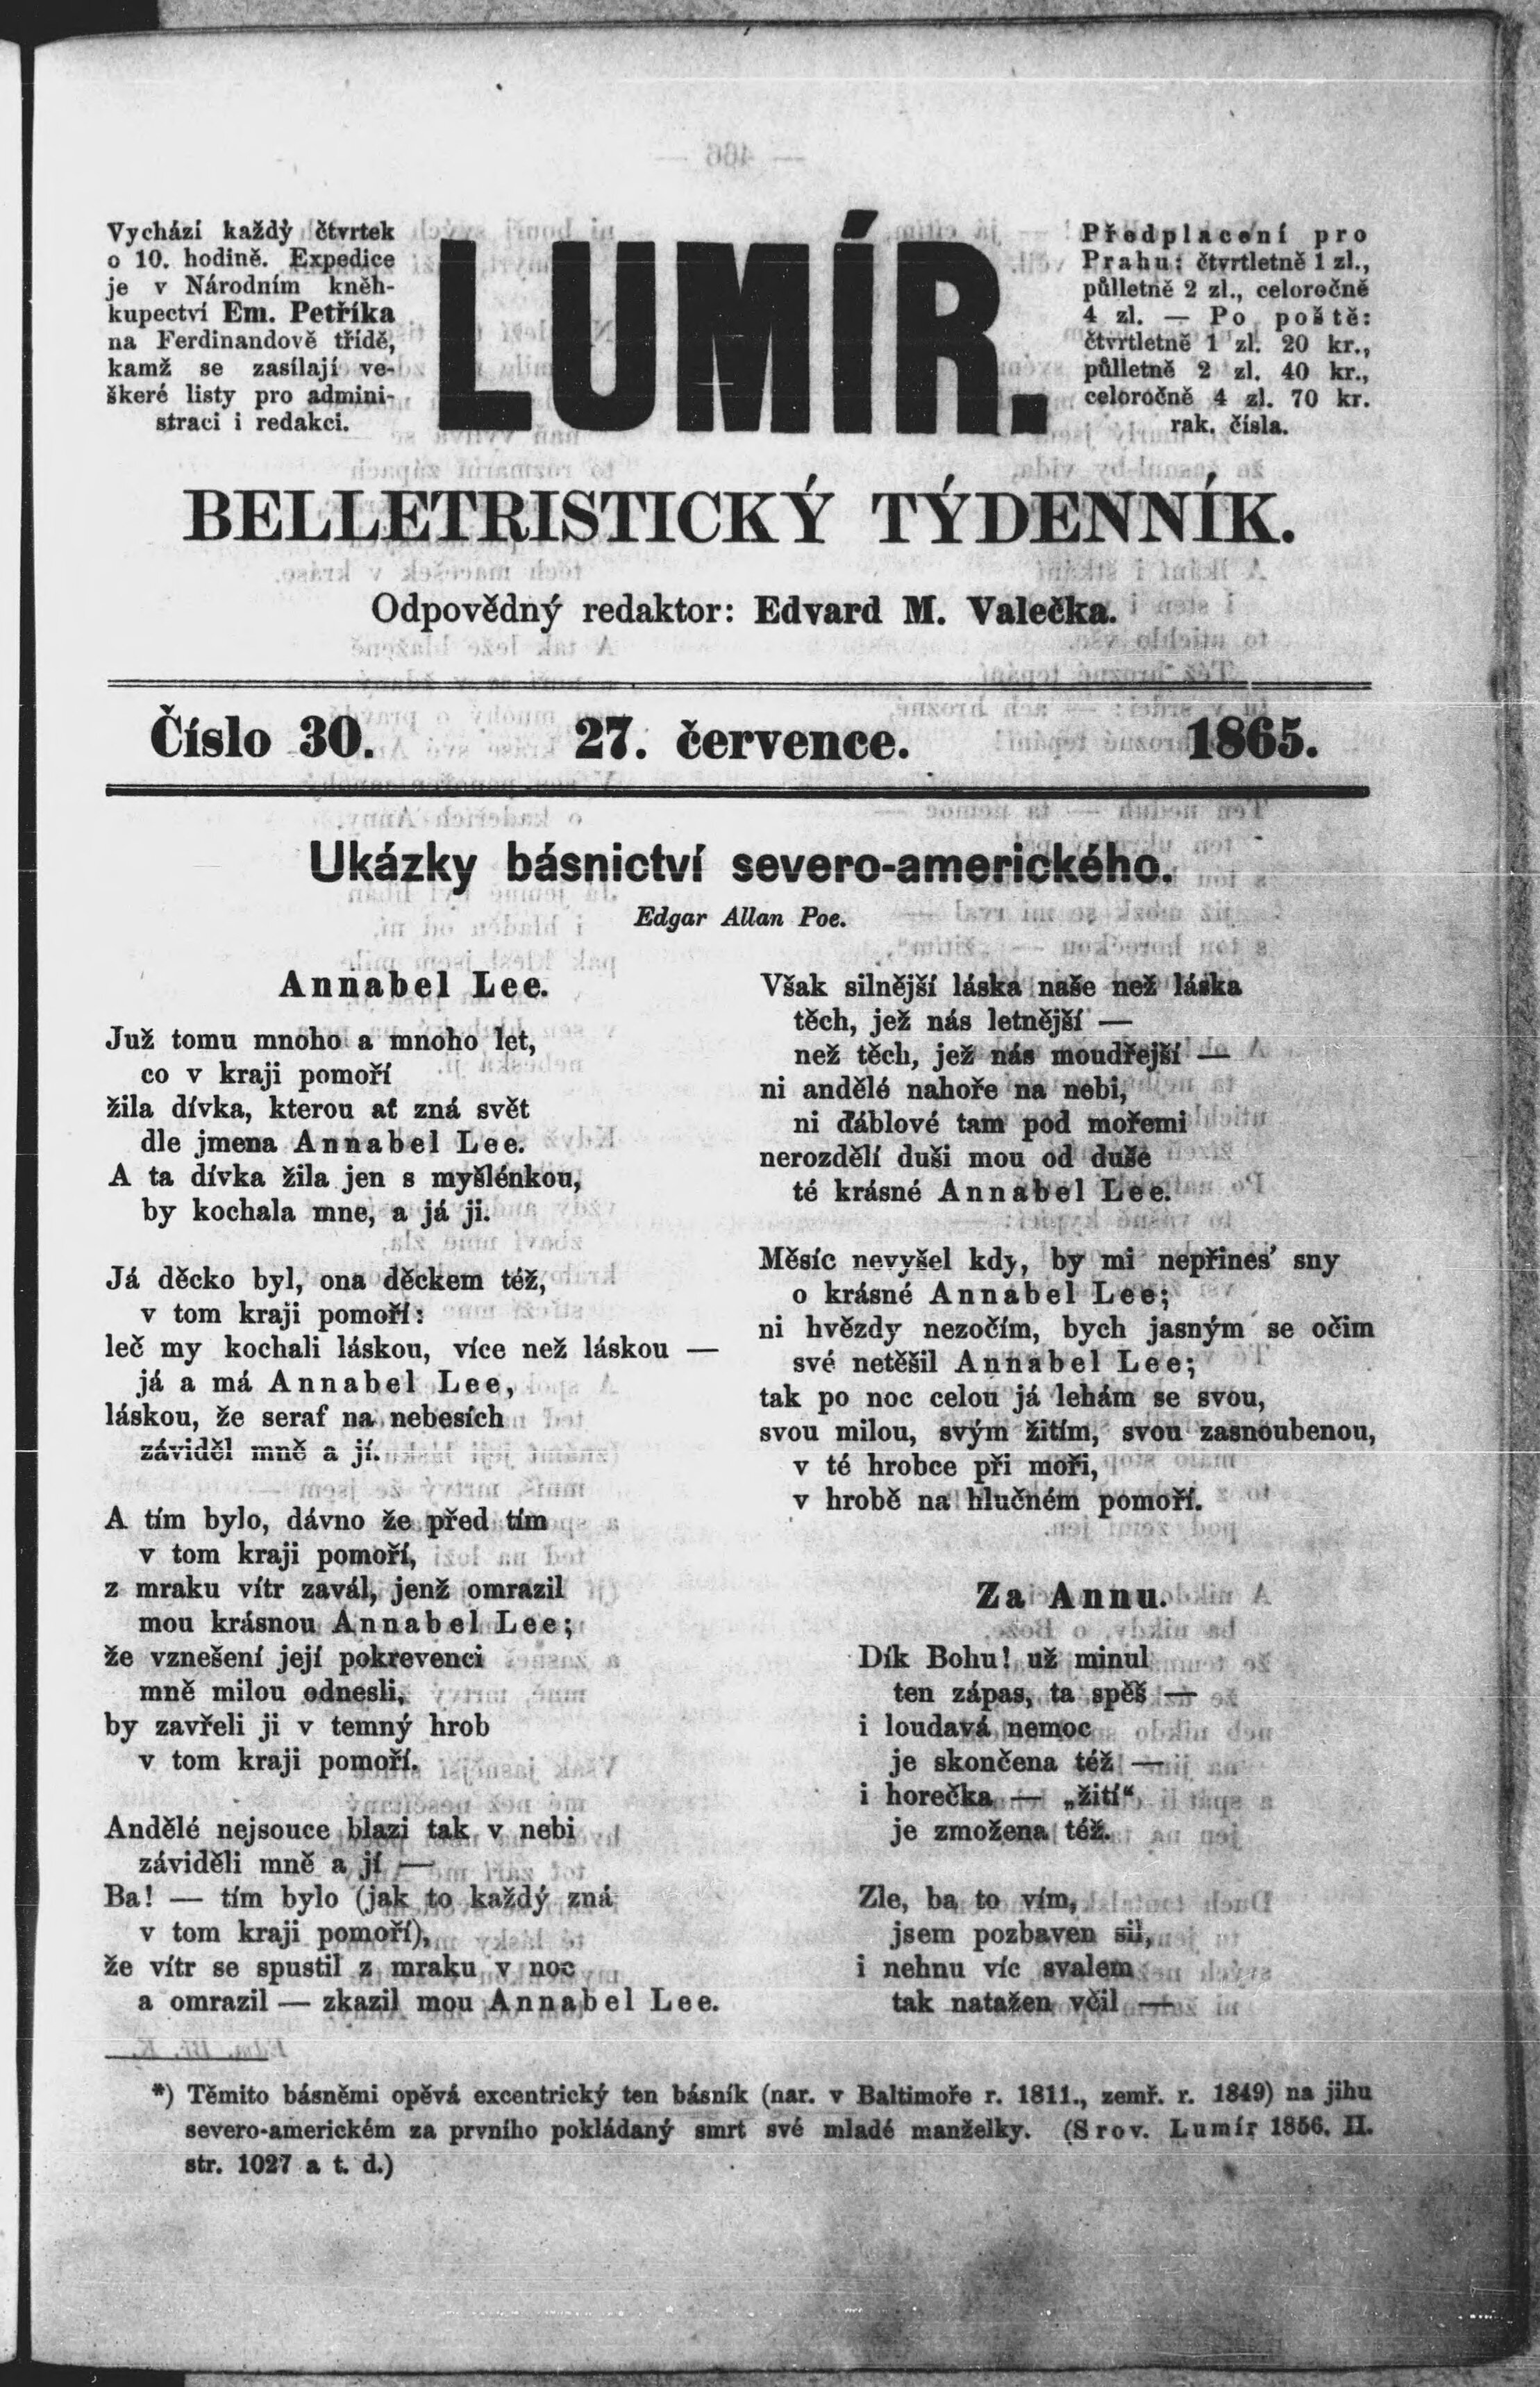 Vychází každý čtvrtek
o 10. hodině. Expedice
je v Národním kněh-
kupectví Em. Petříka
na Ferdinandově třídě,
kamž se zasílají ve-
škeré listy pro admini-
straci i redakci.
LUMÍR.
Předplacení pro
Prahu: čtvrtletně 1 zl.,
půlletně 2 zl., celoročně
4 zl. — Po poště:
čtvrtletně 1 zl. 20 kr.,
půlletně 2 zl. 40 kr.,
celoročně 4 zl. 70 kr.
rak. čísla.
BELLETRISTICKÝ TÝDENNÍK.
Odpovědný redaktor: Edvard M. Valečka.
Číslo 30. 27. července. 1865.
Ukázky básnictví severo-amerického.
Edgar Allan Poe.
Annabel Lee.
Již tomu mnoho a mnoho let,
co v kraji pomoří
žila dívka, kterou ať zná svět
dle jmena Annabel Lee.
A ta dívka žila jen s myšlénkou,
by kochala mne, a já ji.
Já děcko byl, ona děckem též,
v tom kraji pomoří:
leč my kochali láskou, více než láskou —
já a má Annabel Lee,
láskou, že seraf na nebesích
záviděl mně a jí.
A tím bylo, dávno že před tím
v tom kraji pomoří,
z mraku vítr zavál, jenž omrazil
mou krásnou Annabel Lee;
že vznešení její pokrevenci
mně milou odnesli,
by zavřeli ji v temný hrob
v tom kraji pomoří.
Andělé nejsouce blazi tak v nebi
záviděli mně a jí —
Ba! — tím bylo (jak to každý zná
v tom kraji pomoří),
že vítr se spustil z mraku v noc
a omrazil — zkazil mou Annabel Lee.
Však silnější láska naše než láska
těch, jež nás letnější —
než těch, jež nás moudřejší —
ni andělé nahoře na nebi,
ni ďáblové tam pod mořemi
nerozdělí duši mou od duše
té krásné Annabel Lee.
Měsíc nevyšel kdy, by mi nepřines’ sny
o krásné Annabel Lee;
ni hvězdy nezočím, bych jasným se očim
své netěšil Annabel Lee;
tak po noc celou já lehám se svou,
svou milou, svým žitím, svou zasnoubenou,
v té hrobce při moři,
v hrobě na hlučném pomoří.
Za Annu.
Dík Bohu! už minul
ten zápas, ta spěš —
i loudavá nemoc
je skončena též —
i horečka — „žití“
je zmožena též.
Zle, ba to vím,
jsem pozbaven sil,
i nehnu víc svalem
tak natažen včil —
*) Těmito básněmi opěvá excentrický ten básník (nar. v Baltimoře r. 1811., zemř. r. 1849) na jihu
severo-americkém za prvního pokládaný smrt své mladé manželky. (Srov. Lumír 1856. II.
str. 1027 a t. d.)